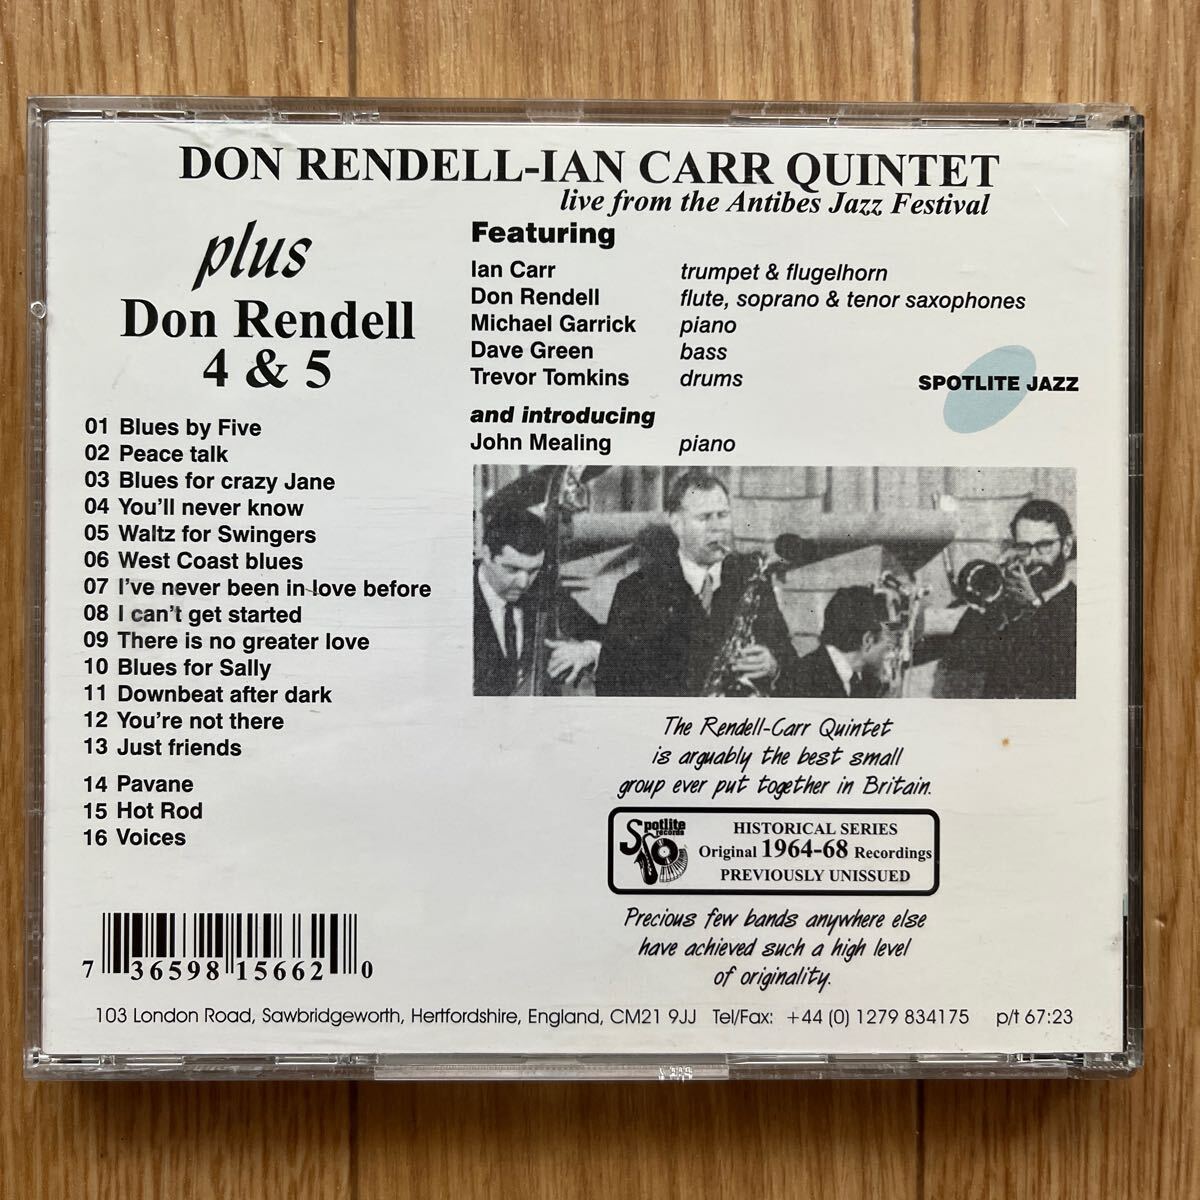 DON RENDELL-IAN CARR QUINTET
live from the Antibes Jazz Festival
plus
Don Rendell
4 & 5
Featuring
Ian Carr trumpet & flugelhorn
Don Rendell flute, soprano & tenor saxophones
Michael Garrick piano
Dave Green bass
Trevor Tomkins drums
and introducing
John Mealing piano
SPOTLITE JAZZ
01 Blues by Five
02 Peace talk
03 Blues for crazy Jane
04 You'll never know
05 Waltz for Swingers
06 West Coast blues
07 I've never been in love before
08 I can't get started
09 There is no greater love
10 Blues for Sally
11 Downbeat after dark
12 You're not there
13 Just friends
14 Pavane
15 Hot Rod
16 Voices
The Rendell-Carr Quintet
is arguably the best small
group ever put together in Britain.
Spotlite
records
HISTORICAL SERIES
Original 1964-68 Recordings
PREVIOUSLY UNISSUED
Precious few bands anywhere else
have achieved such a high level
of originality.
7 36598 15662 0
103 London Road, Sawbridgeworth, Hertfordshire, England, CM21 9JJ Tel/Fax: +44 (0) 1279 834175 p/t 67:23